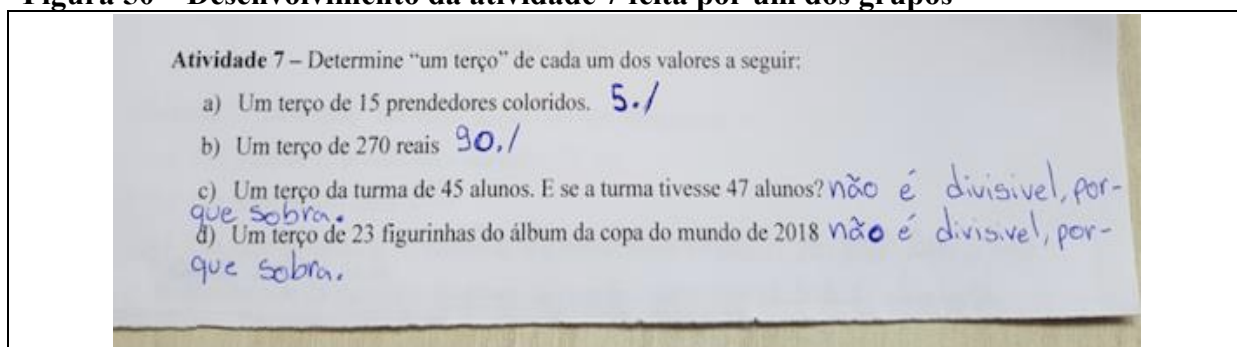 Figura 50 – Desenvolvimento da atividade 7 feita por um dos grupos
Atividade 7 – Determine “um terço” de cada um dos valores a seguir:
a) Um terço de 15 prendedores coloridos. 5./
b) Um terço de 270 reais 90./
c) Um terço da turma de 45 alunos. E se a turma tivesse 47 alunos? não é divisivel, por-
que sobra.
d) Um terço de 23 figurinhas do álbum da copa do mundo de 2018 não é divisivel, por-
que sobra.